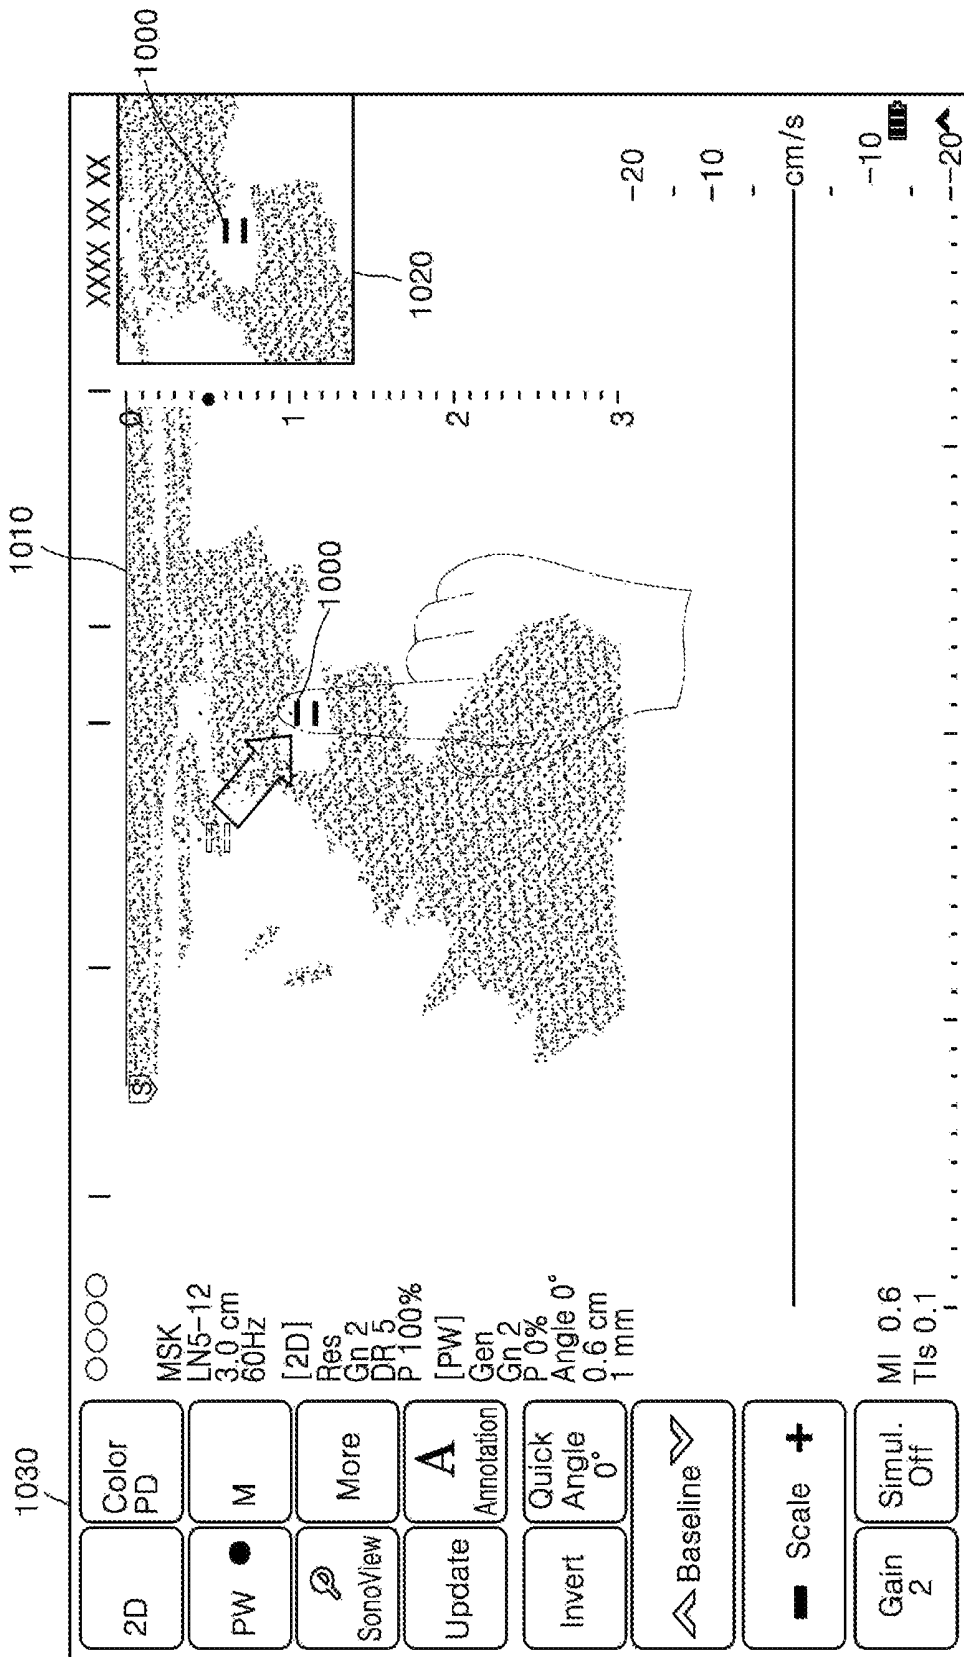 1030
1010
1000
XXXX XX XX
1000
1020
2D
Color
PD
PW
M
SonoView
More
Update
A
Annotation
Invert
Quick
Angle
0°
Baseline
Scale
Gain
2
Simul.
Off
MSK
LN5-12
3.0 cm
60Hz
[2D]
Res
Gn 2
DR 5
P 100%
[PW]
Gen
Gn 2
P 0%
Angle 0°
0.6 cm
1 mm
MI 0.6
TIs 0.1
S
0
1
2
3
-20
-10
cm/s
-10
-20